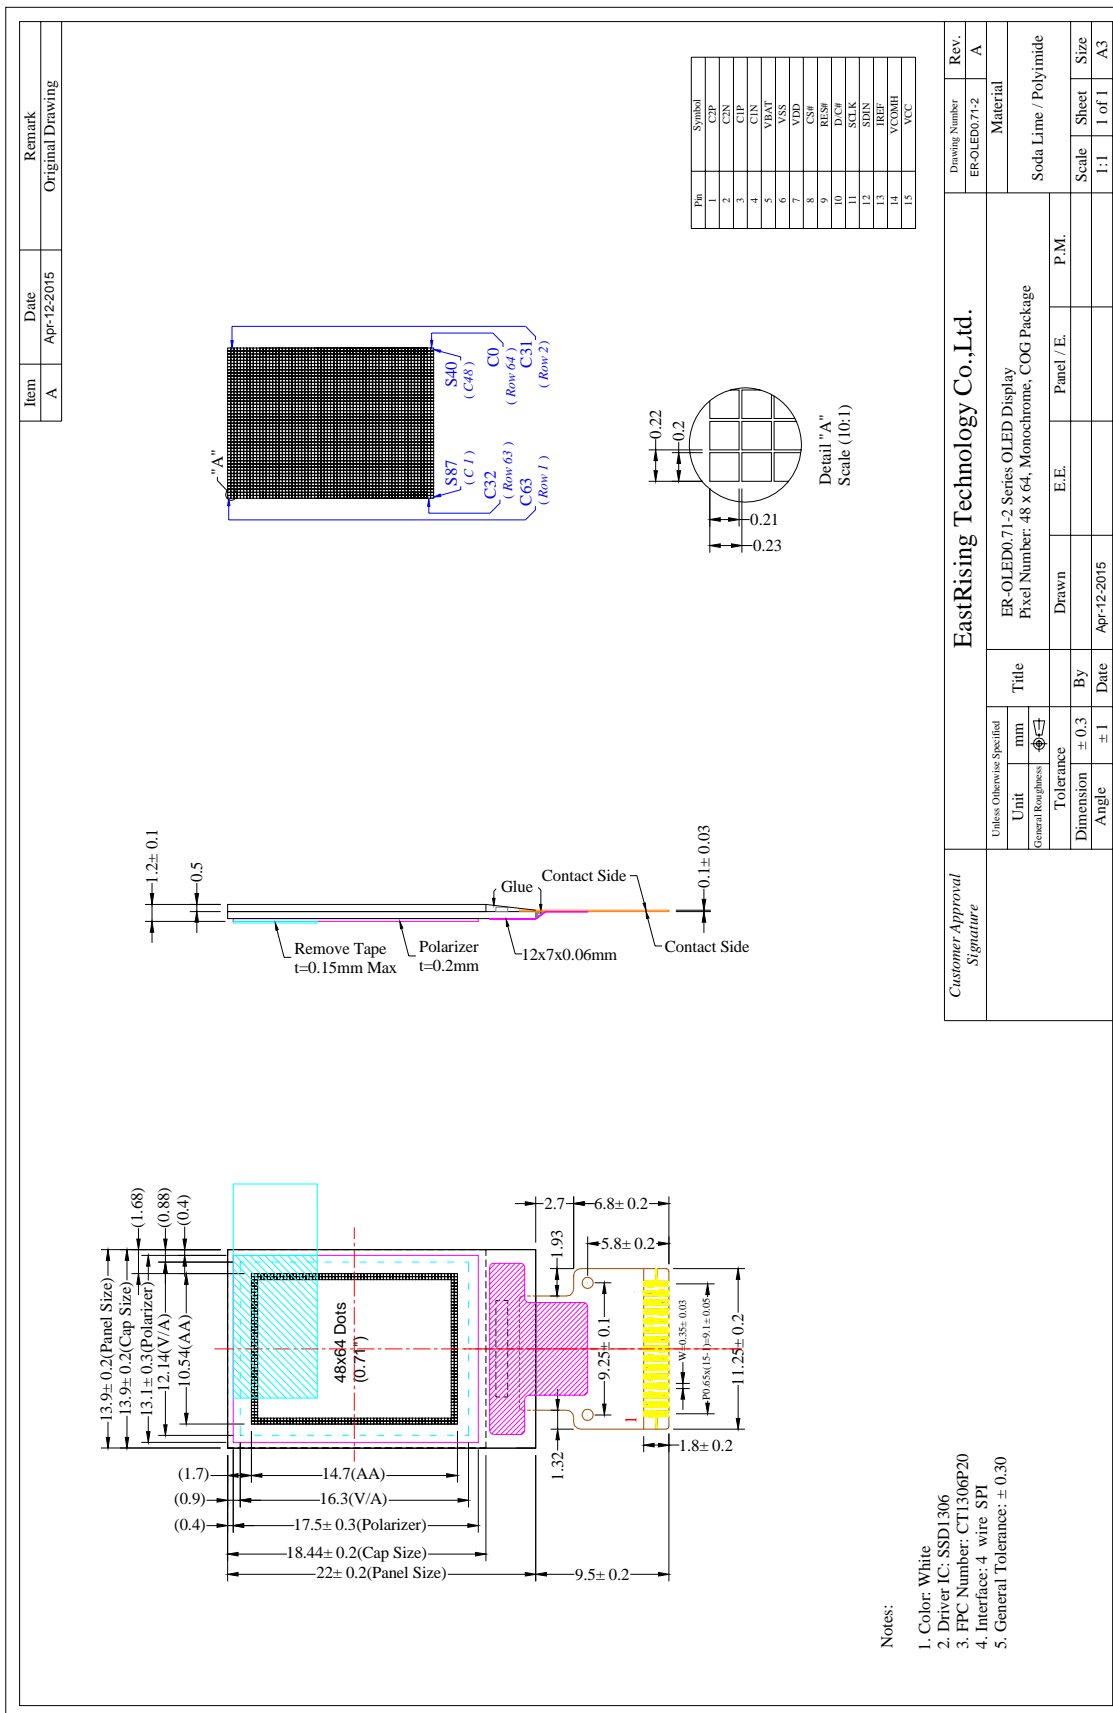 Item Date Remark
A Apr-12-2015 Original Drawing
13.9± 0.2(Panel Size)
13.9± 0.2(Cap Size)
13.1± 0.3(Polarizer)
12.14(V/A)
10.54(AA)
(1.68)
(0.88)
(0.4)
48x64 Dots
(0.71")
(1.7)
14.7(AA)
(0.9)
16.3(V/A)
(0.4)
17.5± 0.3(Polarizer)
18.44± 0.2(Cap Size)
22± 0.2(Panel Size)
9.5± 0.2
2.7
6.8± 0.2
5.8± 0.2
1.93
9.25± 0.1
W=0.35± 0.03
P0.65x(15-1)=9.1± 0.05
11.25± 0.2
1.32
1
1.8± 0.2
1.2± 0.1
0.5
Remove Tape
t=0.15mm Max
Polarizer
t=0.2mm
Glue
12x7x0.06mm
Contact Side
Contact Side
0.1± 0.03
"A"
S87
( C 1 )
C32
( Row 63 )
C63
( Row 1 )
S40
( C48 )
C0
( Row 64 )
C31
( Row 2 )
0.22
0.2
0.21
0.23
Detail "A"
Scale (10:1)
Pin Symbol
1 C2P
2 C2N
3 C1P
4 C1N
5 VBAT
6 VSS
7 VDD
8 CS#
9 RES#
10 D/C#
11 SCLK
12 SDIN
13 IREF
14 VCOMH
15 VCC
Notes:
1. Color: White
2. Driver IC: SSD1306
3. FPC Number: CT1306P20
4. Interface: 4 wire SPI
5. General Tolerance: ± 0.30
Customer Approval
Signature
EastRising Technology Co.,Ltd.
Drawing Number Rev.
ER-OLED0.71-2 A
Unless Otherwise Specified
Unit mm
General Roughness
Tolerance
Dimension ± 0.3
Angle ± 1
Title
ER-OLED0.71-2 Series OLED Display
Pixel Number: 48 x 64, Monochrome, COG Package
Material
Soda Lime / Polyimide
By
Date
Drawn E.E. Panel / E. P.M.
Apr-12-2015
Scale Sheet Size
1:1 1 of 1 A3